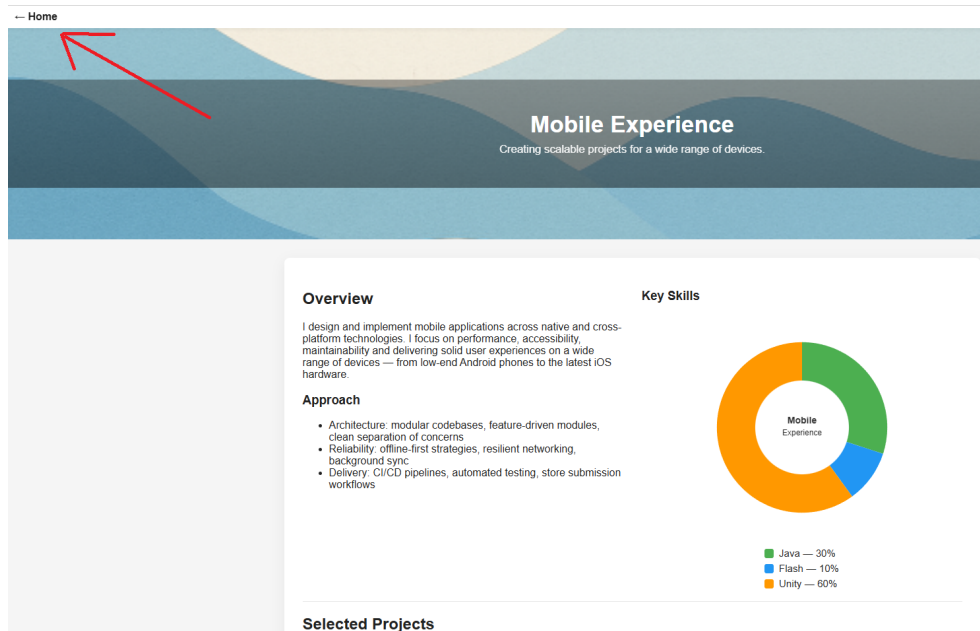 ← Home
Mobile Experience
Creating scalable projects for a wide range of devices.
Overview
I design and implement mobile applications across native and cross-
platform technologies. I focus on performance, accessibility,
maintainability and delivering solid user experiences on a wide
range of devices — from low-end Android phones to the latest iOS
hardware.
Approach
• Architecture: modular codebases, feature-driven modules,
clean separation of concerns
• Reliability: offline-first strategies, resilient networking,
background sync
• Delivery: CI/CD pipelines, automated testing, store submission
workflows
Key Skills
Mobile
Experience
Java — 30%
Flash — 10%
Unity — 60%
Selected Projects